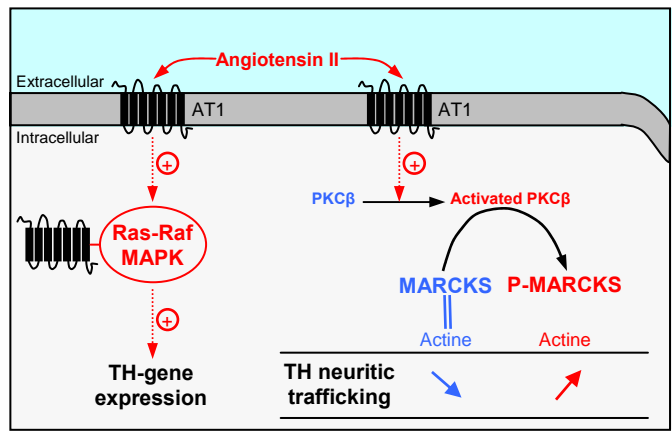 Angiotensin II
Extracellular
AT1
AT1
Intracellular
PKCβ
Activated PKCβ
Ras-Raf
MAPK
MARCKS
P-MARCKS
Actine
Actine
TH-gene
expression
TH neuritic
trafficking